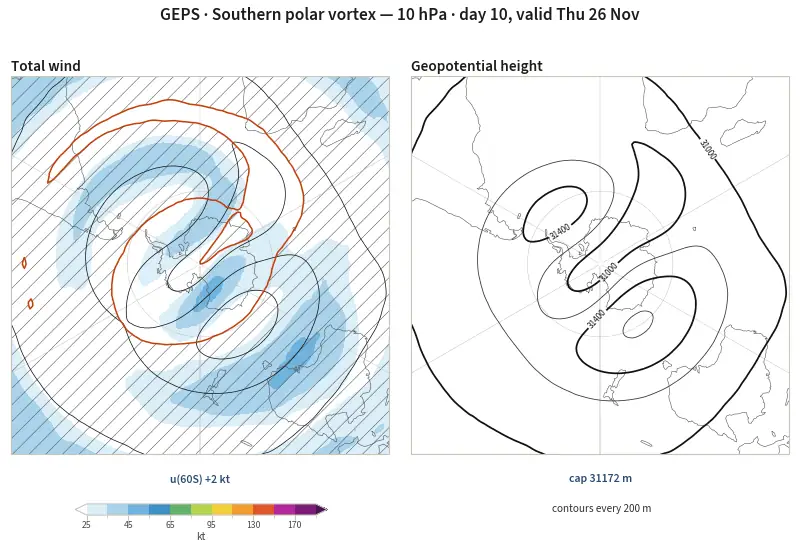 GEPS · Southern polar vortex — 10 hPa · day 10, valid Thu 26 Nov
Total wind
Geopotential height
31000
31400
31000
31400
u(60S) +2 kt
cap 31172 m
contours every 200 m
25 45 65 95 130 170
kt